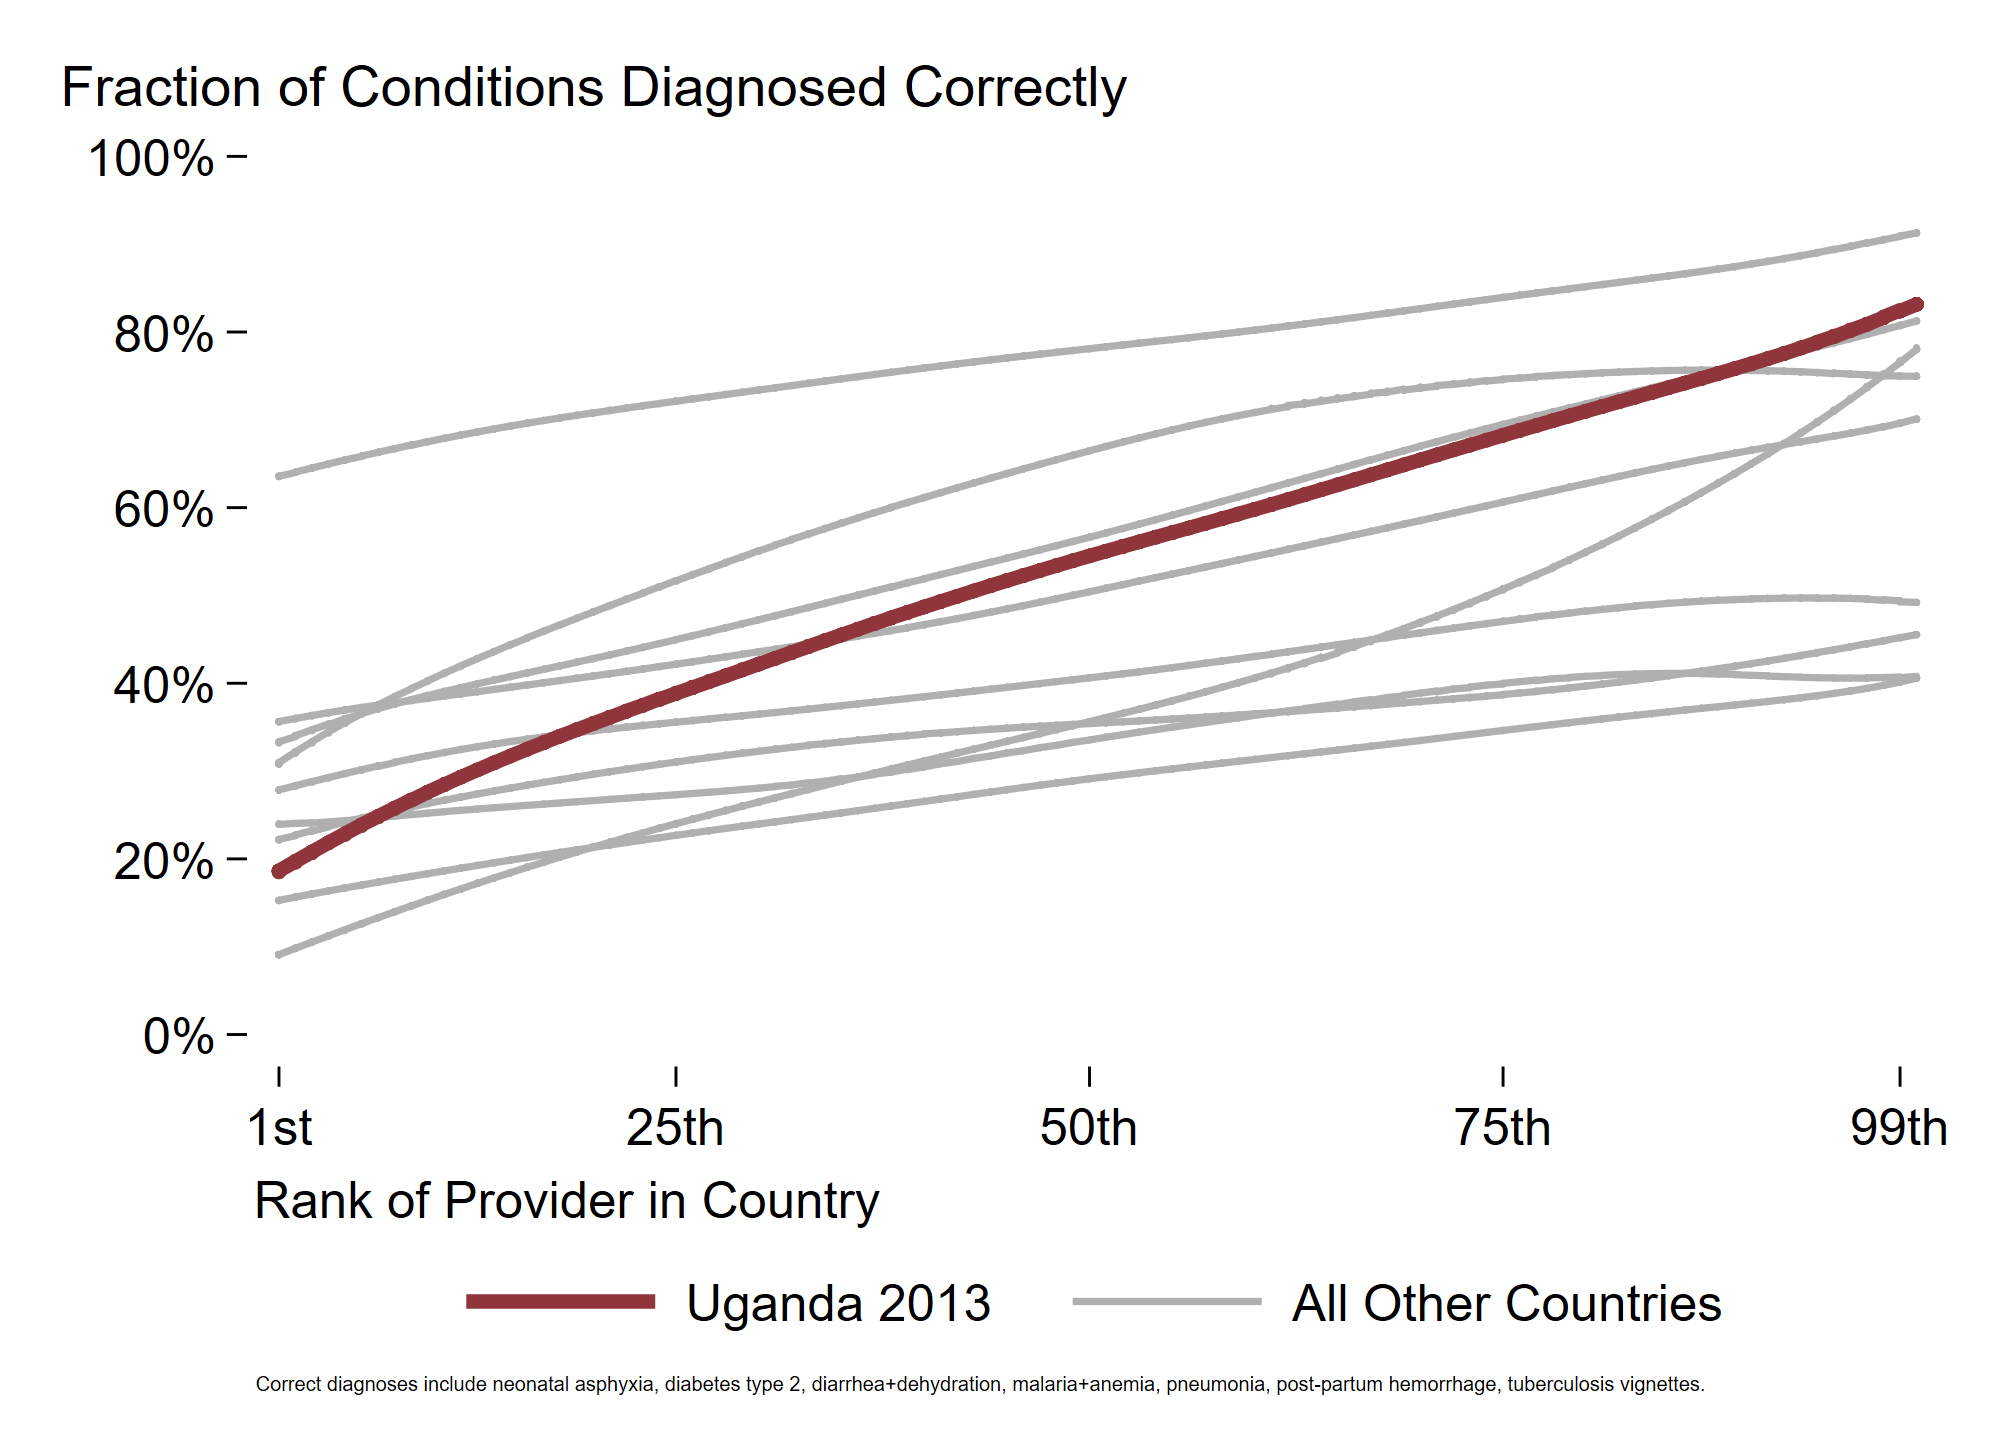 Fraction of Conditions Diagnosed Correctly
100%
80%
60%
40%
20%
0%
1st 25th 50th 75th 99th
Rank of Provider in Country
Uganda 2013 All Other Countries
Correct diagnoses include neonatal asphyxia, diabetes type 2, diarrhea+dehydration, malaria+anemia, pneumonia, post-partum hemorrhage, tuberculosis vignettes.